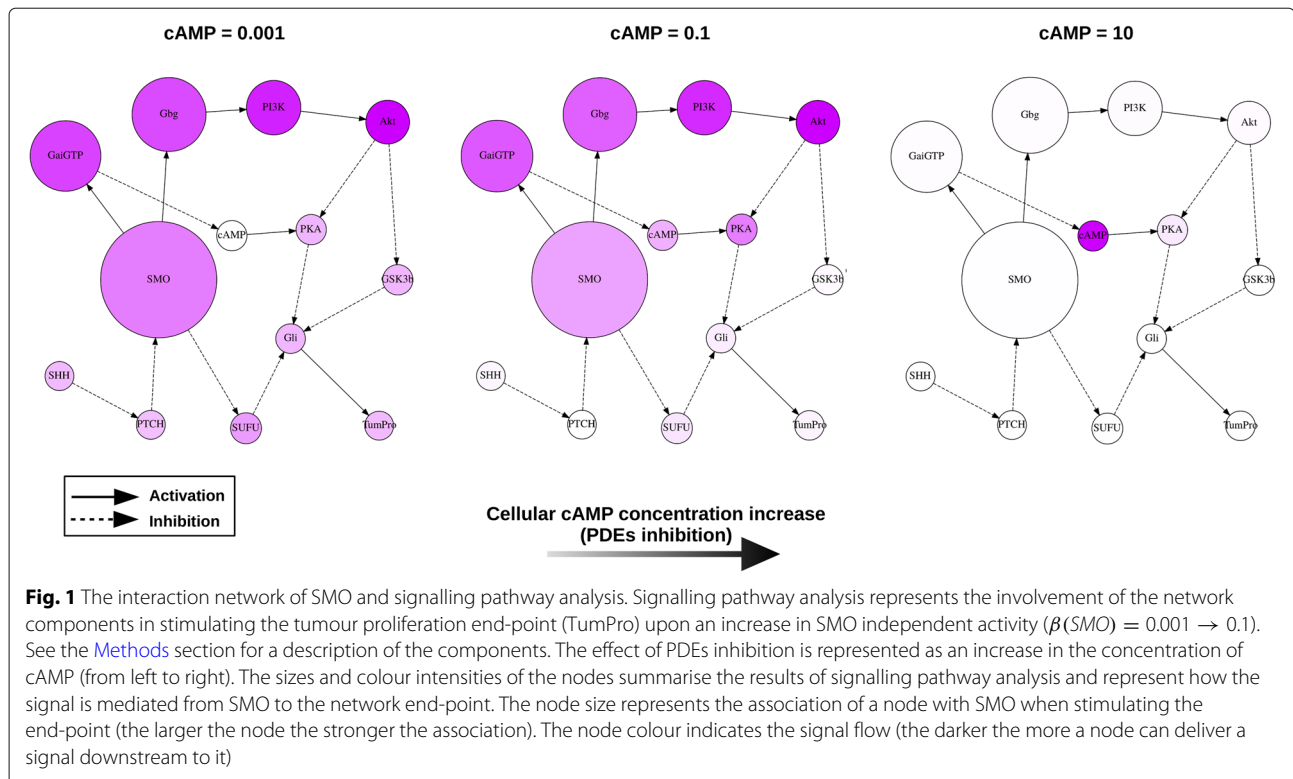 cAMP = 0.001
cAMP = 0.1
cAMP = 10
Gbg
PI3K
Akt
GaiGTP
cAMP
PKA
SMO
GSK3b
Gli
SHH
PTCH
SUFU
TumPro
Gbg
PI3K
Akt
GaiGTP
cAMP
PKA
SMO
GSK3b
Gli
SHH
PTCH
SUFU
TumPro
Gbg
PI3K
Akt
GaiGTP
cAMP
PKA
SMO
GSK3b
Gli
SHH
PTCH
SUFU
TumPro
Activation
Inhibition
Cellular cAMP concentration increase
(PDEs inhibition)
Fig. 1 The interaction network of SMO and signalling pathway analysis. Signalling pathway analysis represents the involvement of the network
components in stimulating the tumour proliferation end-point (TumPro) upon an increase in SMO independent activity (β(SMO) = 0.001 → 0.1).
See the Methods section for a description of the components. The effect of PDEs inhibition is represented as an increase in the concentration of
cAMP (from left to right). The sizes and colour intensities of the nodes summarise the results of signalling pathway analysis and represent how the
signal is mediated from SMO to the network end-point. The node size represents the association of a node with SMO when stimulating the
end-point (the larger the node the stronger the association). The node colour indicates the signal flow (the darker the more a node can deliver a
signal downstream to it)